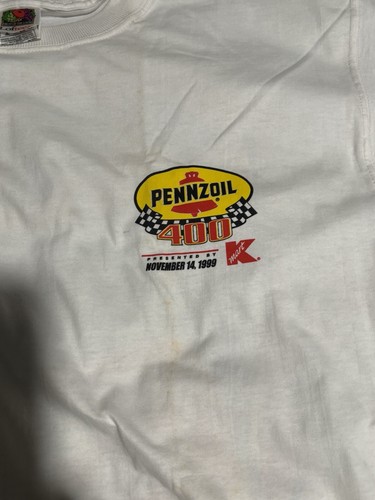 PENNZOIL
400
PRESENTED BY
NOVEMBER 14, 1999
K
mart